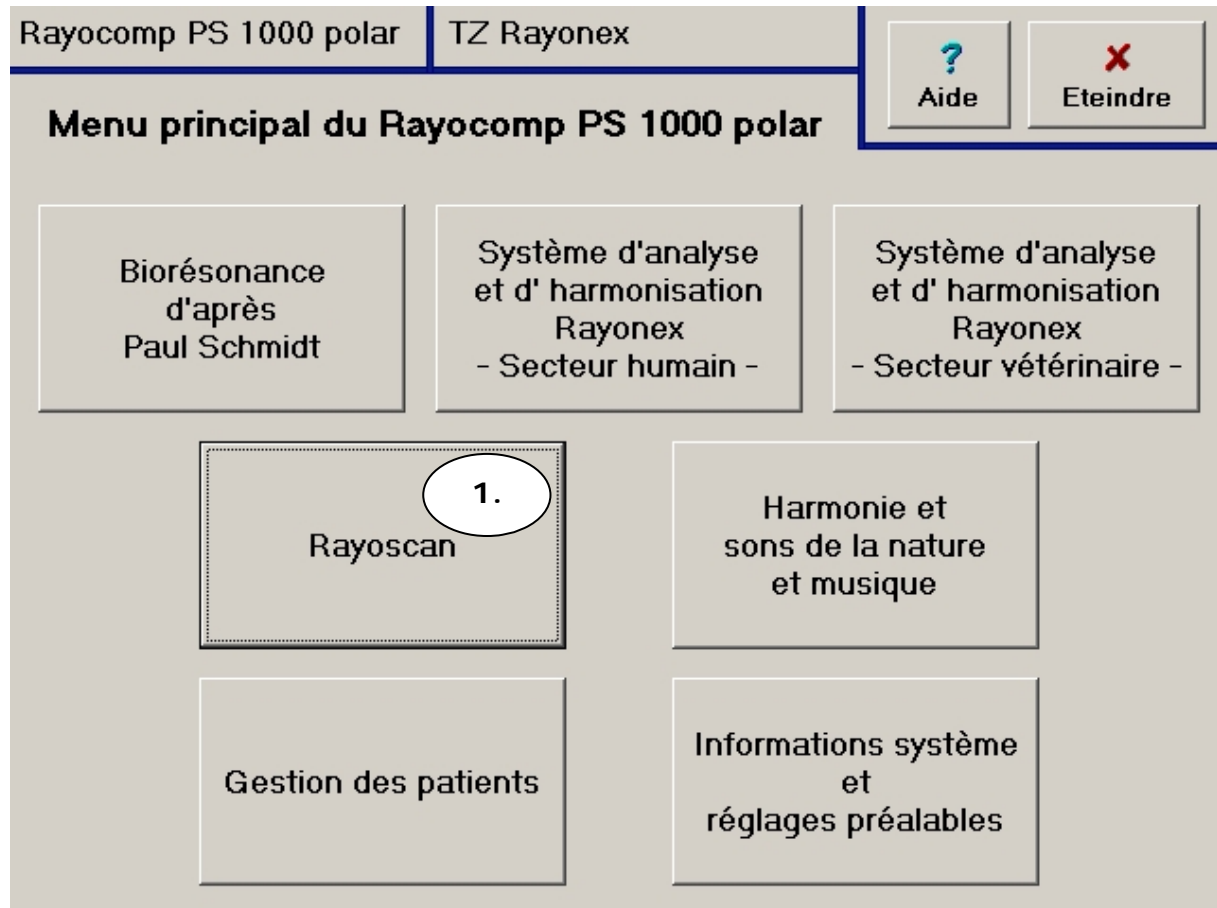 Rayocomp PS 1000 polar
TZ Rayonex
?
Aide
Eteindre
Menu principal du Rayocomp PS 1000 polar
Biorésonance
d'après
Paul Schmidt
Système d'analyse
et d' harmonisation
Rayonex
- Secteur humain -
Système d'analyse
et d' harmonisation
Rayonex
- Secteur vétérinaire -
1.
Rayoscan
Harmonie et
sons de la nature
et musique
Gestion des patients
Informations système
et
réglages préalables